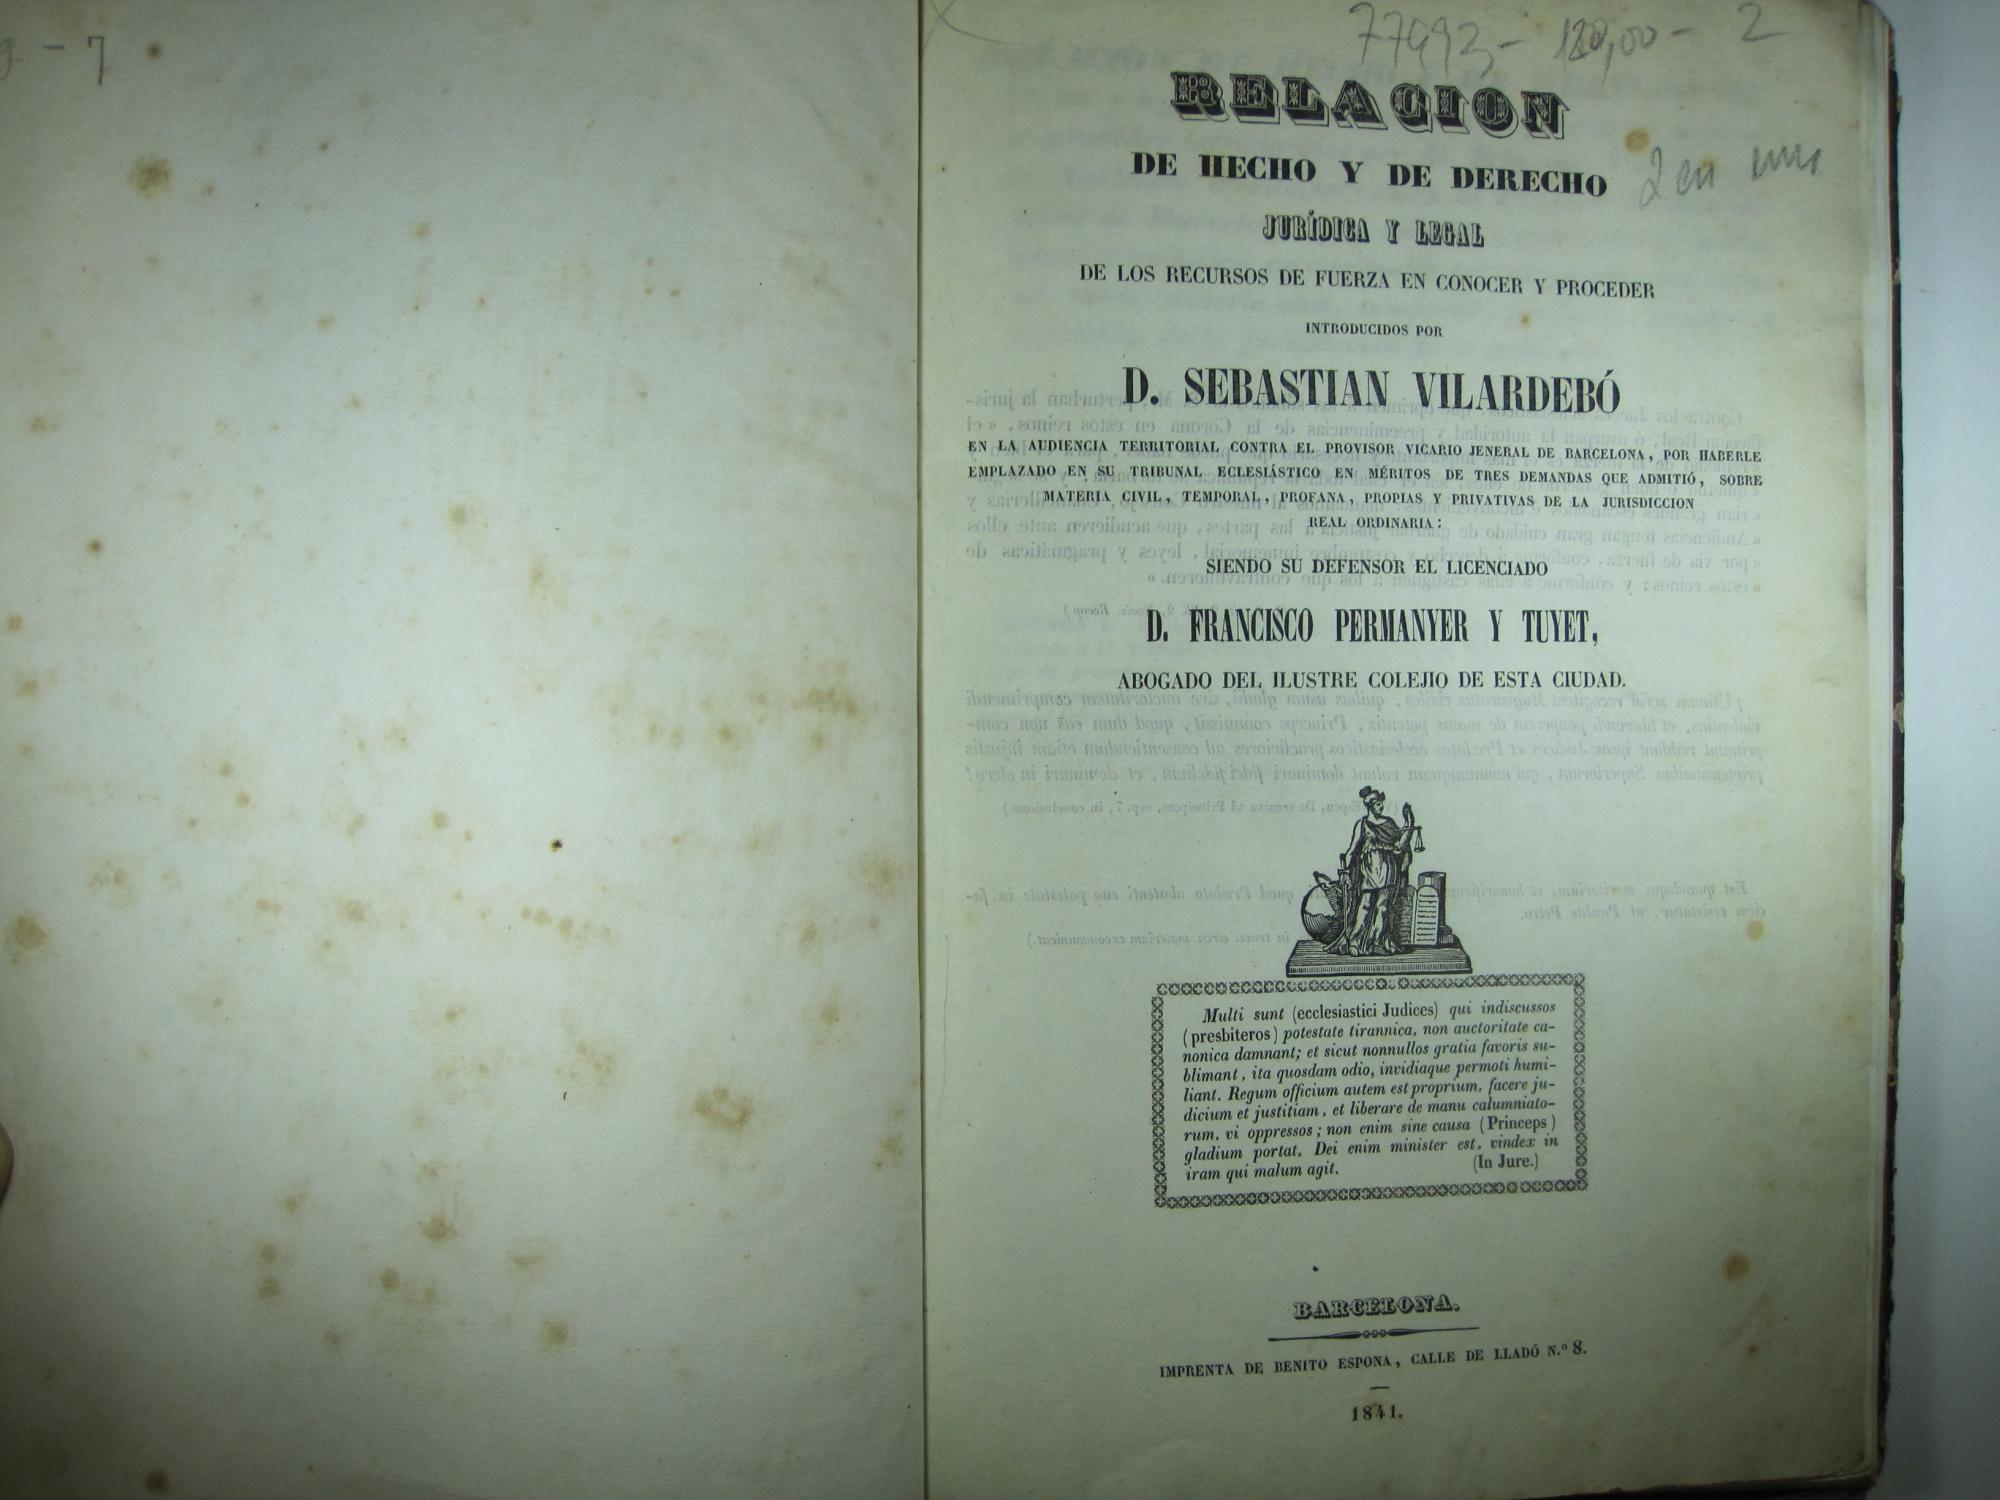 9 - 7
77492- 120,00- 2
RELACION
DE HECHO Y DE DERECHO
2 en uno
JURÍDICA Y LEGAL
DE LOS RECURSOS DE FUERZA EN CONOCER Y PROCEDER
INTRODUCIDOS POR
D. SEBASTIAN VILARDEBÓ
EN LA AUDIENCIA TERRITORIAL CONTRA EL PROVISOR VICARIO JENERAL DE BARCELONA, POR HABERLE
EMPLAZADO EN SU TRIBUNAL ECLESIÁSTICO EN MÉRITOS DE TRES DEMANDAS QUE ADMITIÓ, SOBRE
MATERIA CIVIL, TEMPORAL, PROFANA, PROPIAS Y PRIVATIVAS DE LA JURISDICCION
REAL ORDINARIA:
SIENDO SU DEFENSOR EL LICENCIADO
D. FRANCISCO PERMANYER Y TUYET,
ABOGADO DEL ILUSTRE COLEJIO DE ESTA CIUDAD.
Multi sunt (ecclesiastici Judices) qui indiscussos
(presbiteros) potestate tirannica, non auctoritate ca-
nonica damnant; et sicut nonnullos gratia favoris su-
blimant, ita quosdam odio, invidiaque permoti humi-
liant. Regum officium autem est proprium, facere ju-
dicium et justitiam, et liberare de manu calumniato-
rum, vi oppressos; non enim sine causa (Princeps)
gladium portat, Dei enim minister est, vindex in
iram qui malum agit. (In Jure.)
BARCELONA.
IMPRENTA DE BENITO ESPONA, CALLE DE LLADÓ N.º 8.
1841.